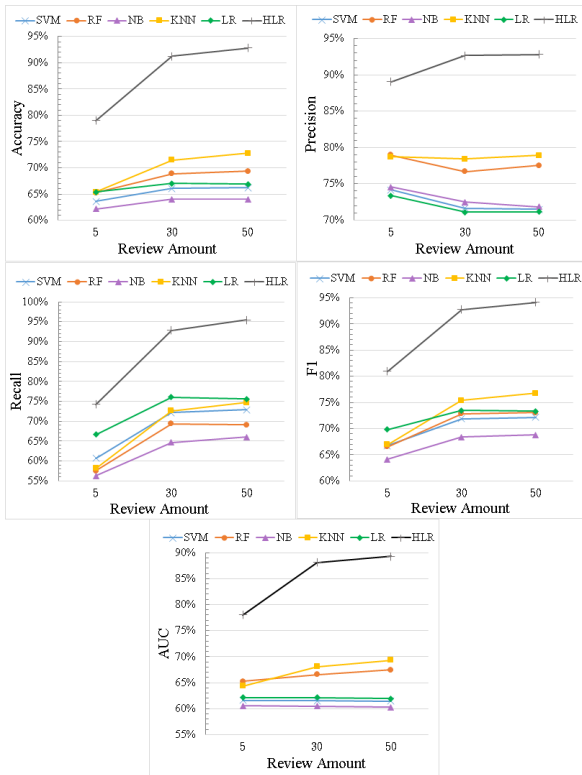 SVM RF NB KNN LR HLR
95%
90%
85%
80%
75%
70%
65%
60%
Accuracy
5 30 50
Review Amount
SVM RF NB KNN LR HLR
95%
90%
85%
80%
75%
70%
Precision
5 30 50
Review Amount
SVM RF NB KNN LR HLR
100%
95%
90%
85%
80%
75%
70%
65%
60%
55%
Recall
5 30 50
Review Amount
SVM RF NB KNN LR HLR
95%
90%
85%
80%
75%
70%
65%
60%
F1
5 30 50
Review Amount
SVM RF NB KNN LR HLR
90%
85%
80%
75%
70%
65%
60%
55%
AUC
5 30 50
Review Amount